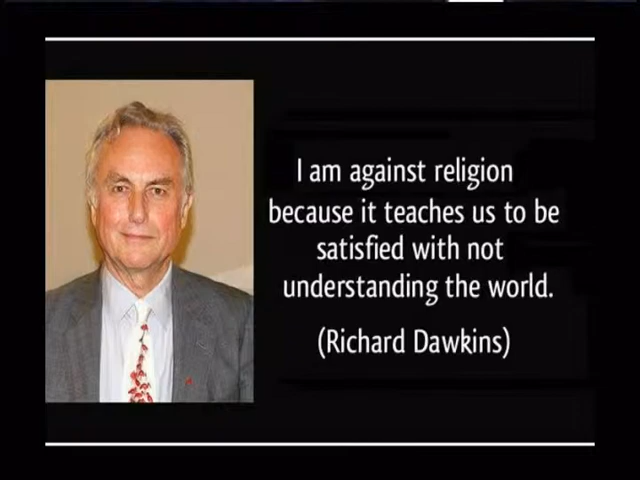 I am against religion
because it teaches us to be
satisfied with not
understanding the world.
(Richard Dawkins)